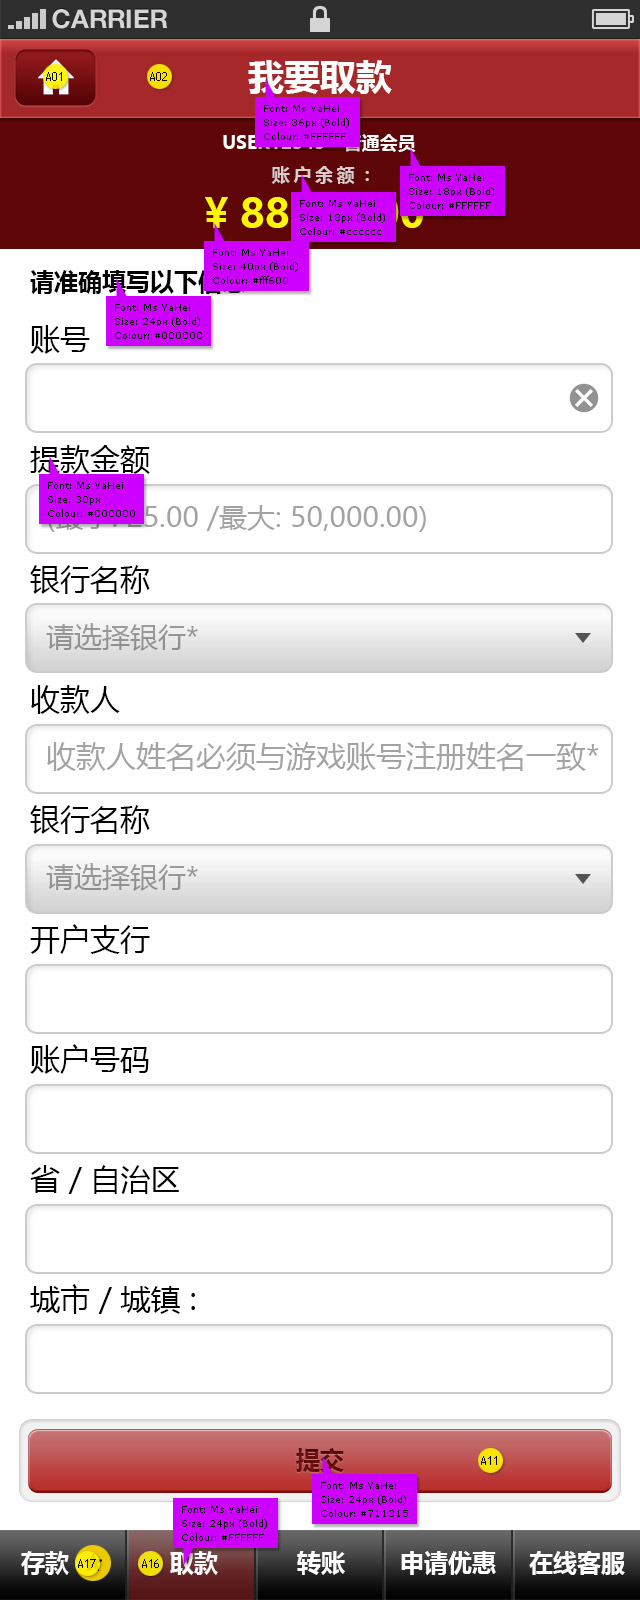 CARRIER
A01
A02
我要取款
Font: Ms YaHei
Size: 36px (Bold)
Colour: #FFFFFF
普通会员
账户余额：
Font: Ms YaHei
Size: 18px (Bold)
Colour: #FFFFFF
¥ 88
Font: Ms YaHei
Size: 18px (Bold)
Colour: #cccccc
Font: Ms YaHei
Size: 40px (Bold)
Colour: #fff600
请准确填写以下
Font: Ms YaHei
Size: 24px (Bold)
Colour: #000000
账号
提款金额
Font: Ms YaHei
Size: 30px
Colour: #000000
25.00 /最大: 50,000.00)
银行名称
请选择银行*
收款人
收款人姓名必须与游戏账号注册姓名一致*
银行名称
请选择银行*
开户支行
账户号码
省 / 自治区
城市 / 城镇 :
提交
A11
Font: Ms YaHei
Size: 24px (Bold)
Colour: #711315
Font: Ms YaHei
Size: 24px (Bold)
Colour: #FFFFFF
存款 A17
A16 取款
转账
申请优惠
在线客服